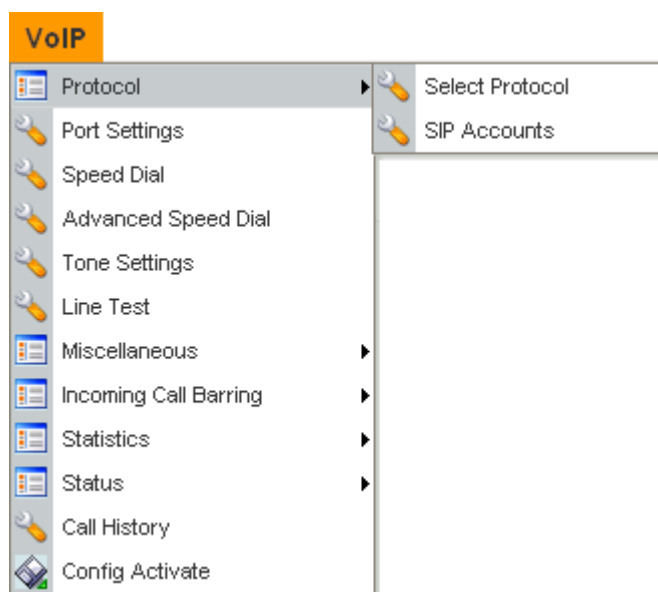 VoIP
Protocol
Select Protocol
Port Settings
SIP Accounts
Speed Dial
Advanced Speed Dial
Tone Settings
Line Test
Miscellaneous
Incoming Call Barring
Statistics
Status
Call History
Config Activate